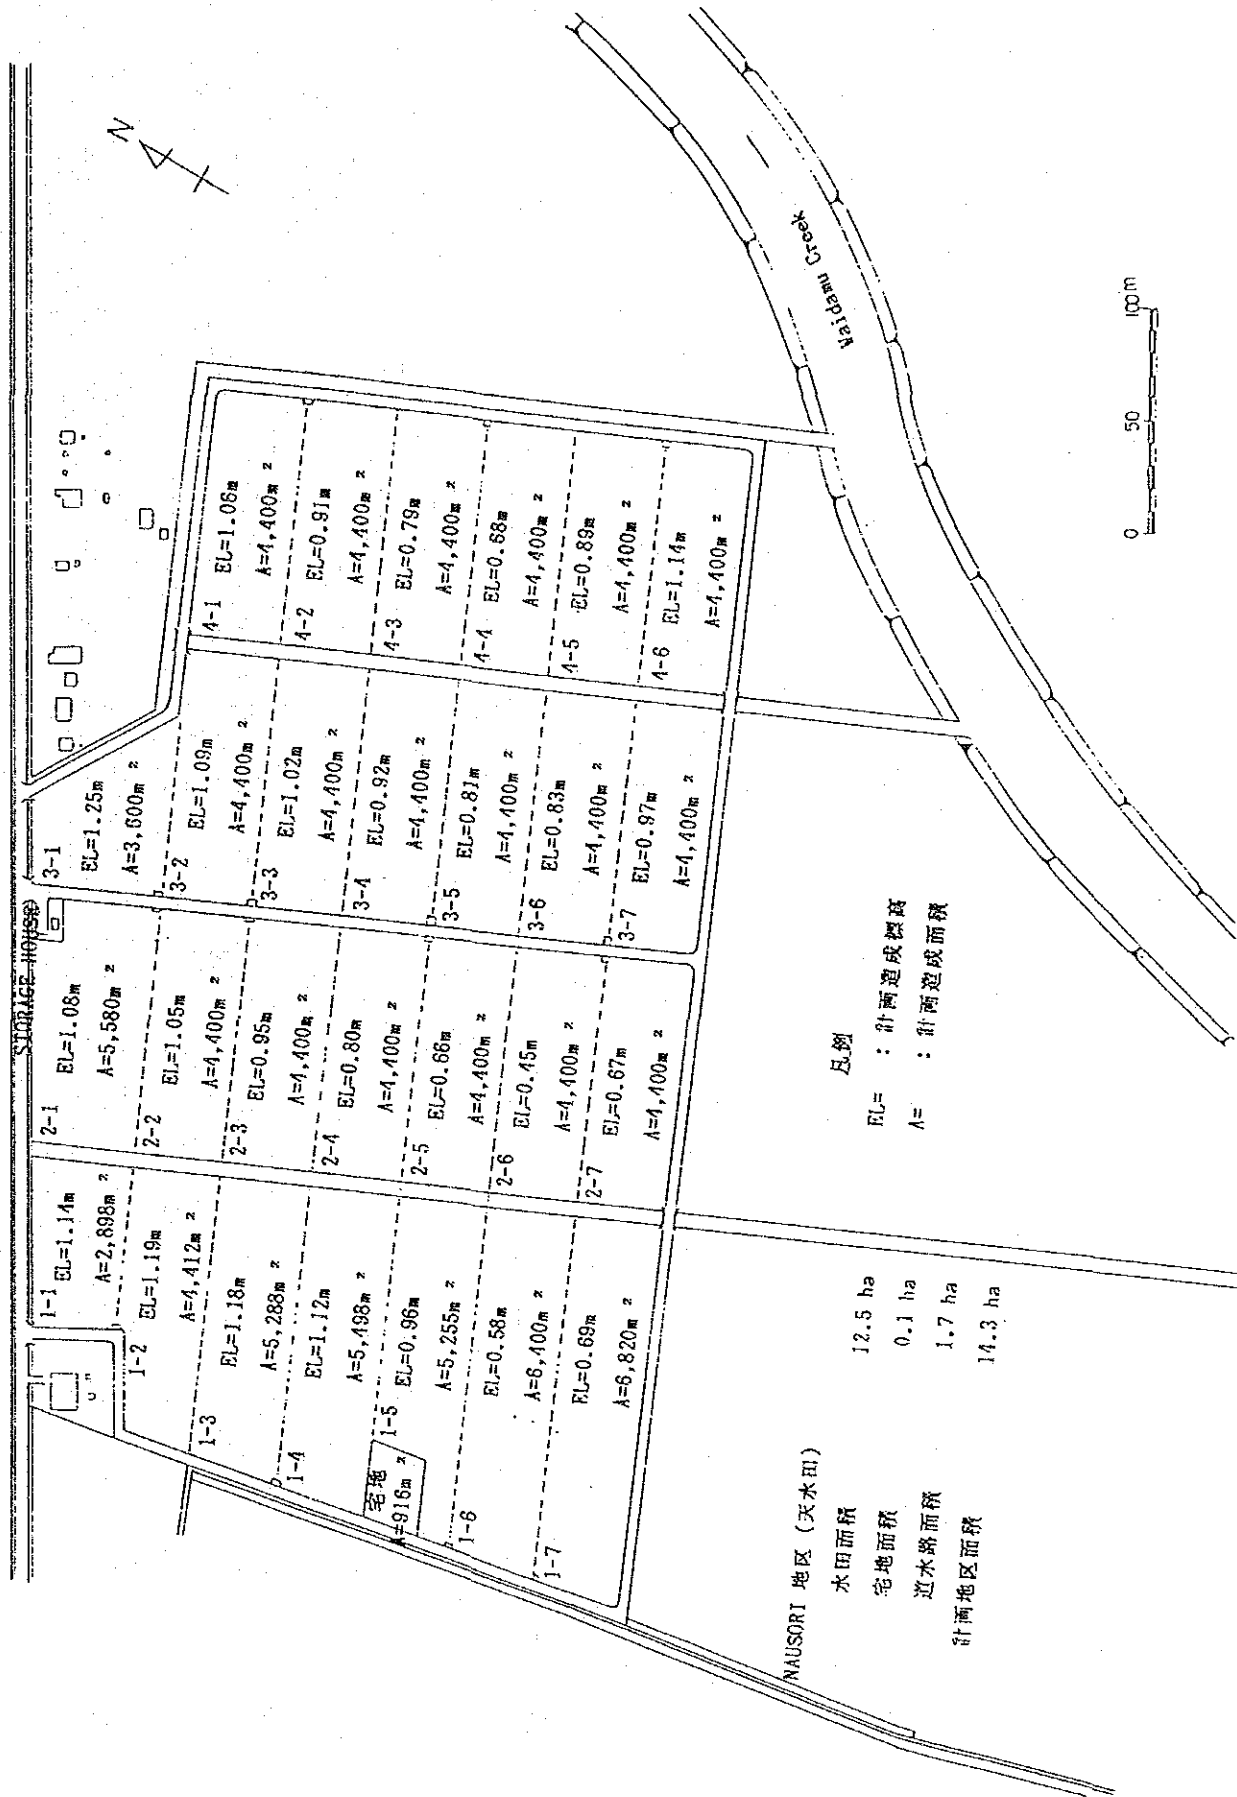 N
STORAGE HOUSE
1-1
EL=1.14m
A=2,898m²
1-2
EL=1.19m
A=4,412m²
1-3
EL=1.18m
A=5,288m²
1-4
EL=1.12m
A=5,498m²
1-5
EL=0.96m
A=5,255m²
宅地
A=916m²
1-6
EL=0.58m
A=6,400m²
1-7
EL=0.69m
A=6,820m²
2-1
EL=1.08m
A=5,580m²
2-2
EL=1.05m
A=4,400m²
2-3
EL=0.95m
A=4,400m²
2-4
EL=0.80m
A=4,400m²
2-5
EL=0.66m
A=4,400m²
2-6
EL=0.45m
A=4,400m²
2-7
EL=0.67m
A=4,400m²
3-1
EL=1.25m
A=3,600m²
3-2
EL=1.09m
A=4,400m²
3-3
EL=1.02m
A=4,400m²
3-4
EL=0.92m
A=4,400m²
3-5
EL=0.81m
A=4,400m²
3-6
EL=0.83m
A=4,400m²
3-7
EL=0.97m
A=4,400m²
4-1
EL=1.06m
A=4,400m²
4-2
EL=0.91m
A=4,400m²
4-3
EL=0.79m
A=4,400m²
4-4
EL=0.68m
A=4,400m²
4-5
EL=0.89m
A=4,400m²
4-6
EL=1.14m
A=4,400m²
Waidamu Creek
NAUSORI 地区 (天水田)
水田面積 12.5 ha
宅地面積 0.1 ha
道水路面積 1.7 ha
計画地区面積 14.3 ha
凡例
EL= : 計画造成標高
A= : 計画造成面積
0 50 100m